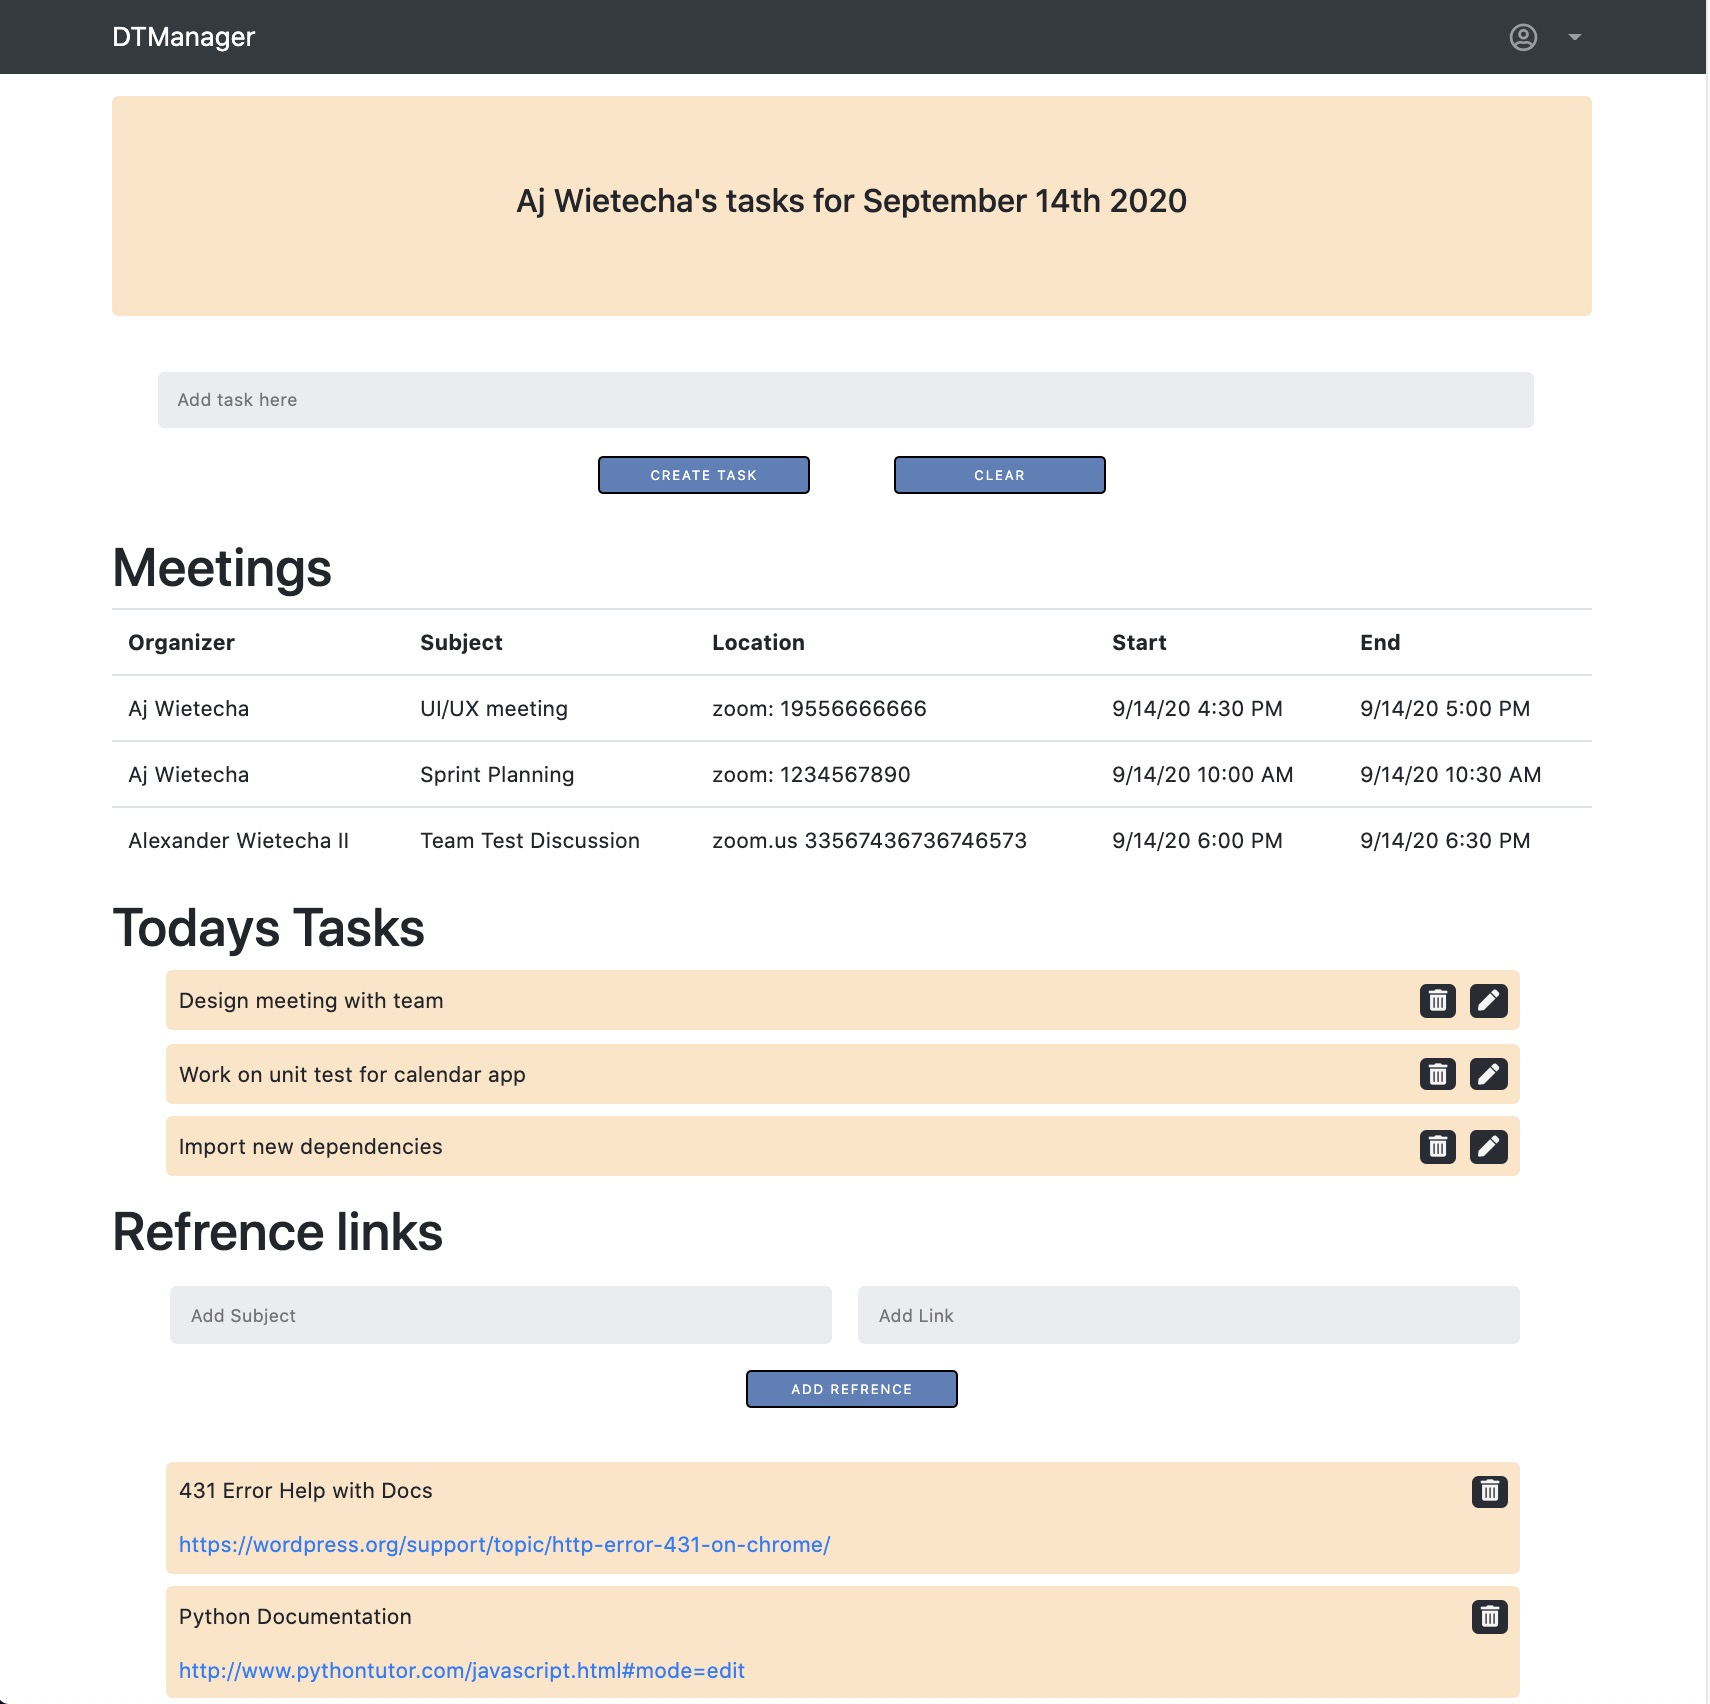 DTManager
Aj Wietecha's tasks for September 14th 2020
Add task here
CREATE TASK CLEAR
Meetings
Organizer Subject Location Start End
Aj Wietecha UI/UX meeting zoom: 19556666666 9/14/20 4:30 PM 9/14/20 5:00 PM
Aj Wietecha Sprint Planning zoom: 1234567890 9/14/20 10:00 AM 9/14/20 10:30 AM
Alexander Wietecha II Team Test Discussion zoom.us 33567436736746573 9/14/20 6:00 PM 9/14/20 6:30 PM
Todays Tasks
Design meeting with team
Work on unit test for calendar app
Import new dependencies
Refrence links
Add Subject Add Link
ADD REFRENCE
431 Error Help with Docs
https://wordpress.org/support/topic/http-error-431-on-chrome/
Python Documentation
http://www.pythontutor.com/javascript.html#mode=edit